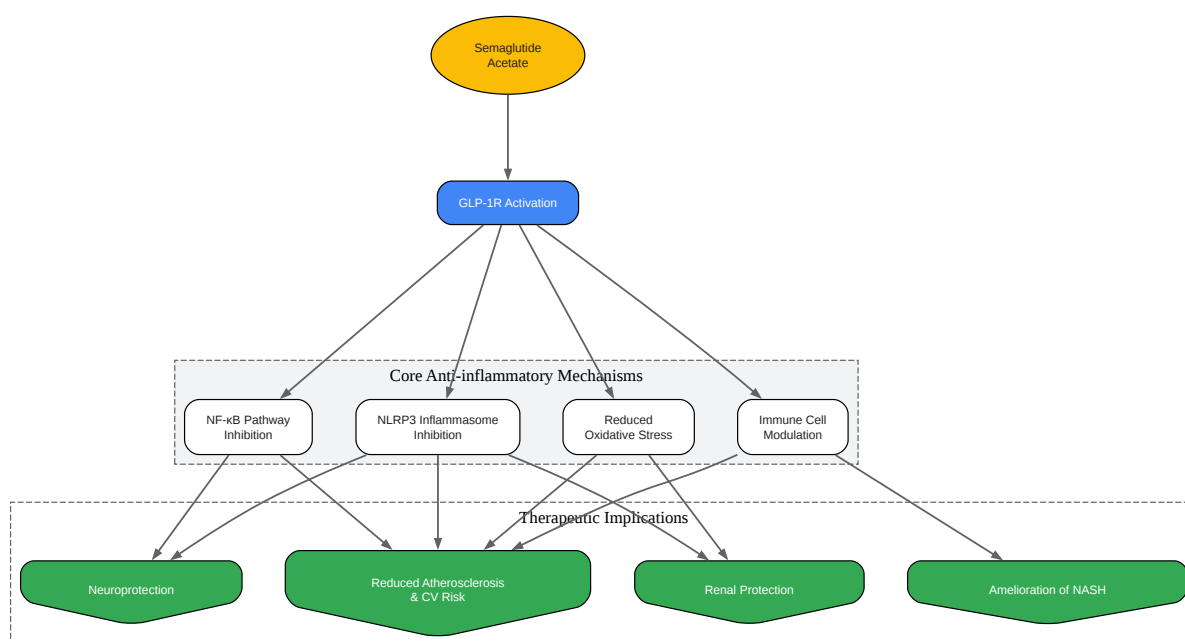 Semaglutide
Acetate
GLP-1R Activation
Core Anti-inflammatory Mechanisms
NF-κB Pathway
Inhibition
NLRP3 Inflammasome
Inhibition
Reduced
Oxidative Stress
Immune Cell
Modulation
Therapeutic Implications
Neuroprotection
Reduced Atherosclerosis
& CV Risk
Renal Protection
Amelioration of NASH